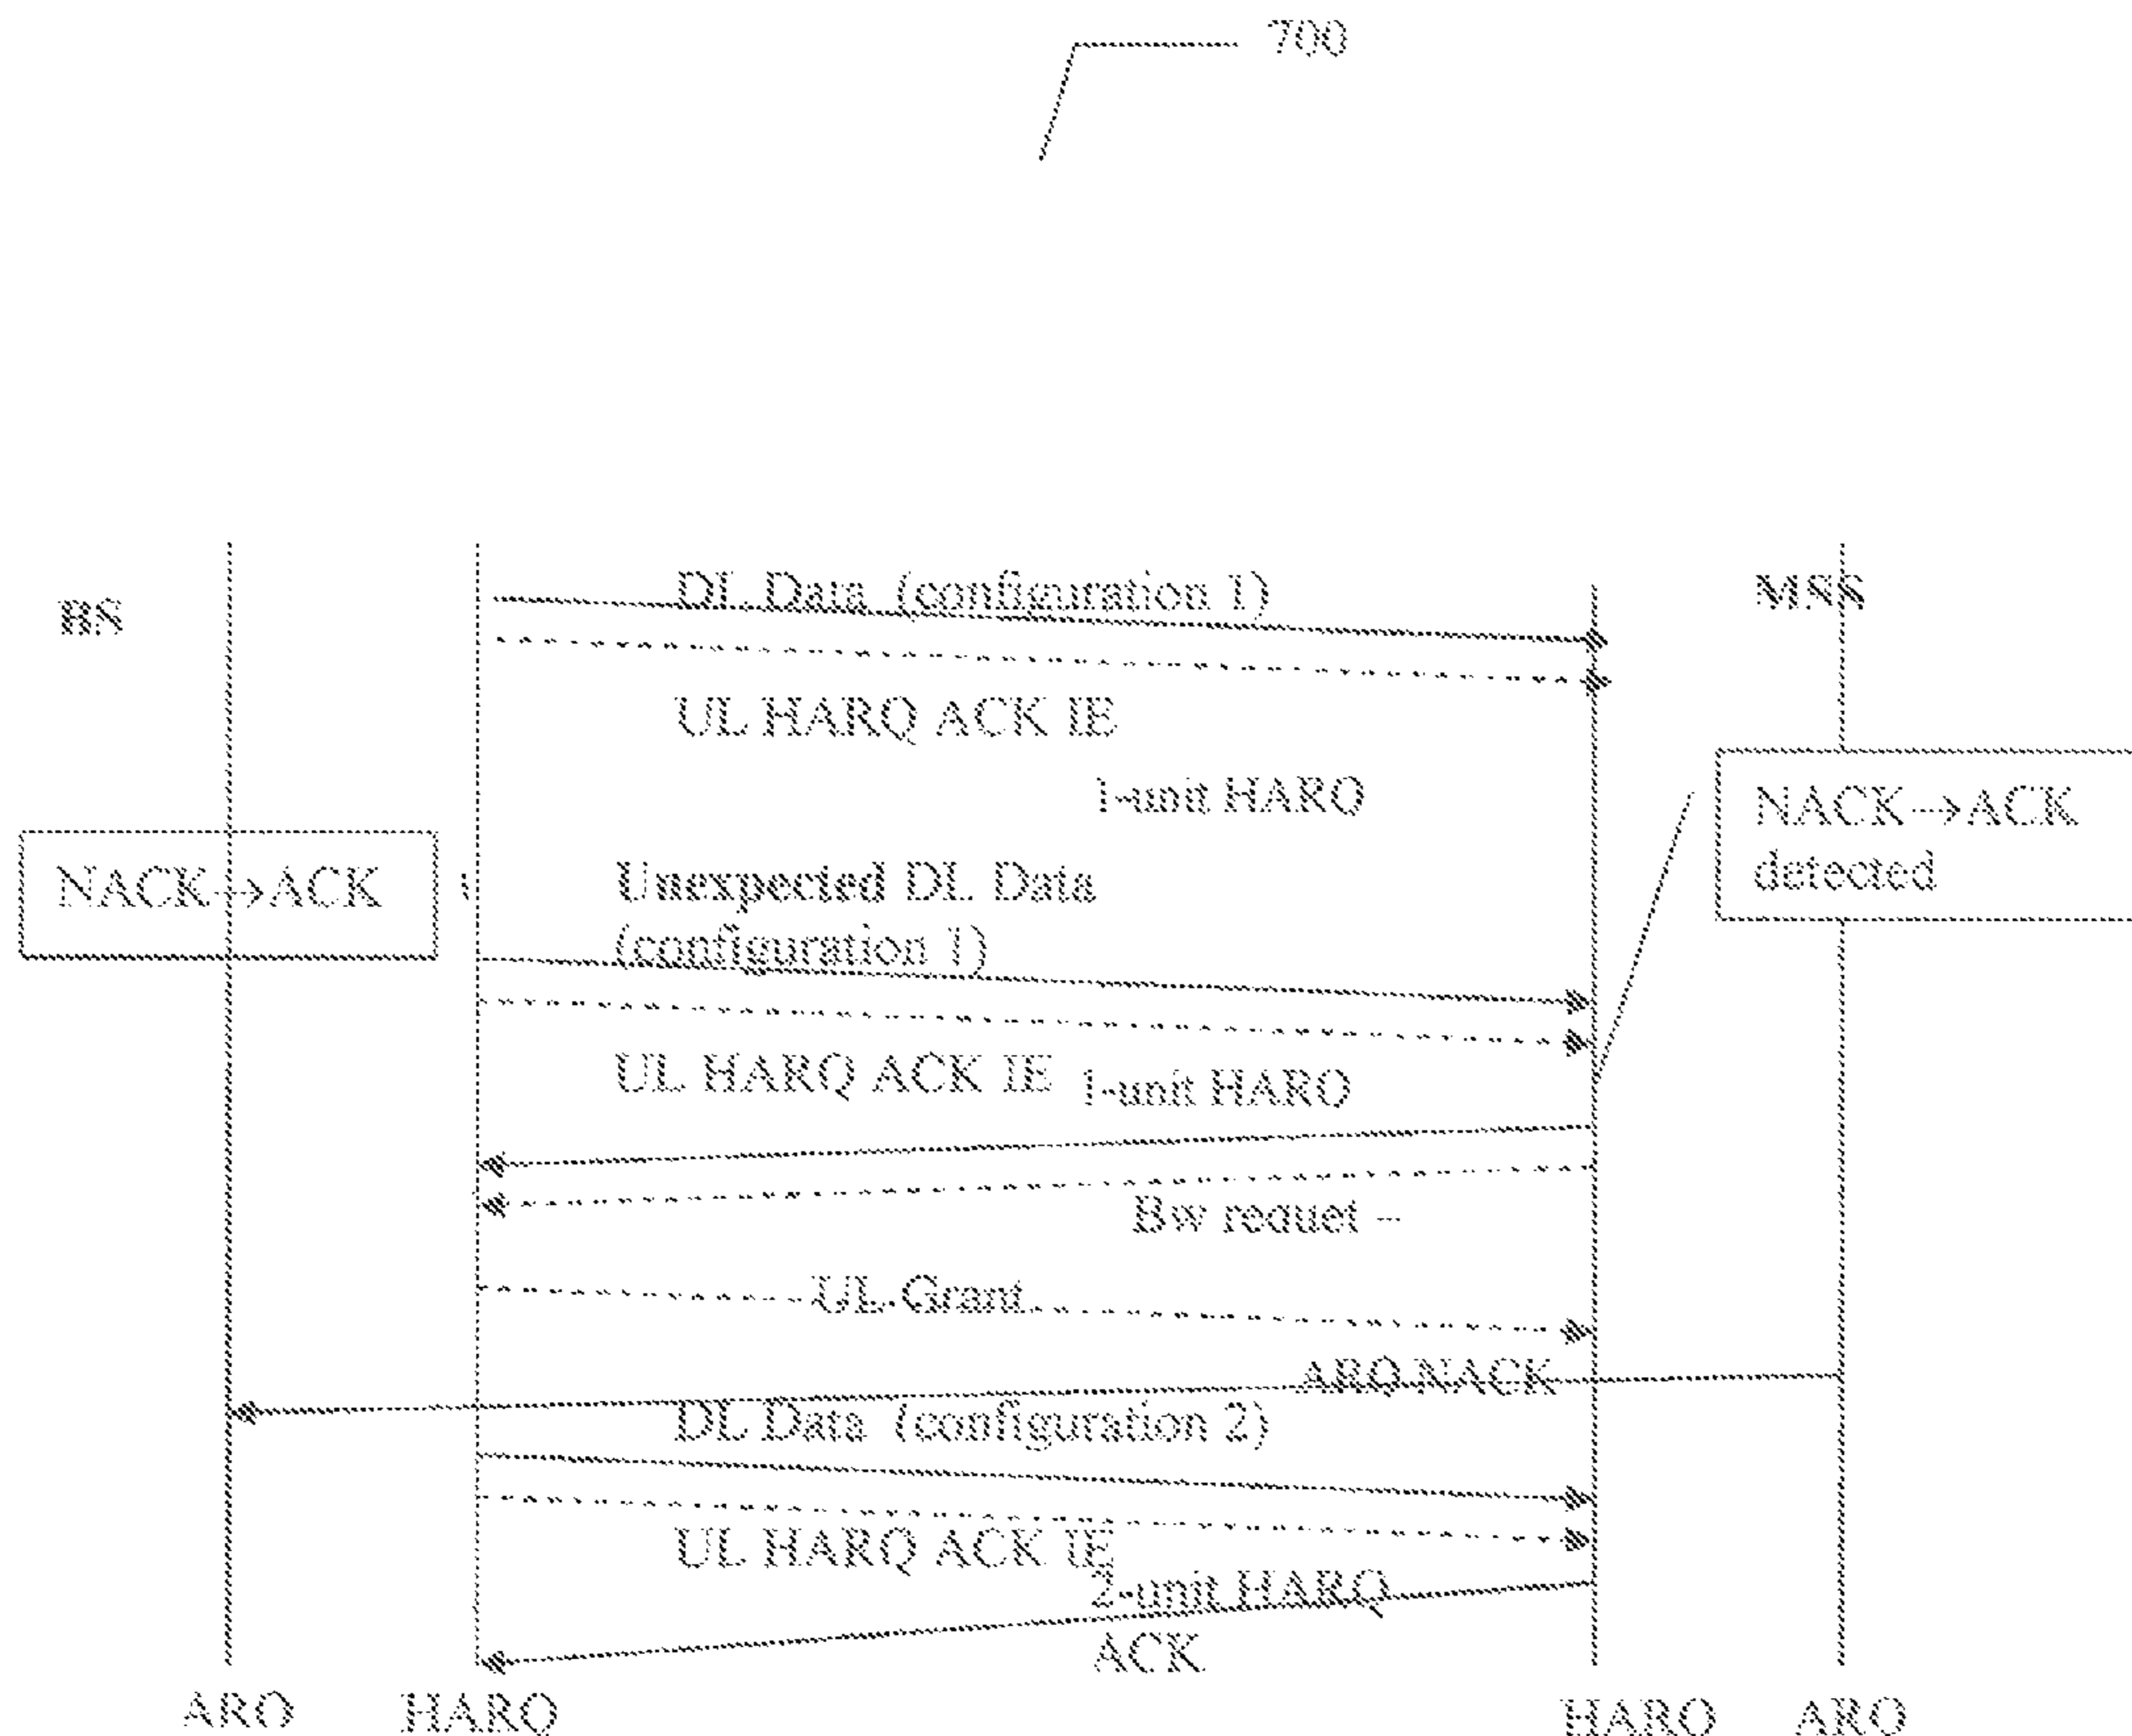 700
BS
DL Data (configuration 1)
MSS
UL HARQ ACK IE
1-unit HARQ
NACK→ACK
detected
NACK→ACK
Unexpected DL Data
(configuration 1)
UL HARQ ACK IE
1-unit HARQ
Bw requet –
UL Grant
ARQ NACK
DL Data (configuration 2)
UL HARQ ACK IE
2-unit HARQ
ACK
ARQ
HARQ
HARQ
ARQ